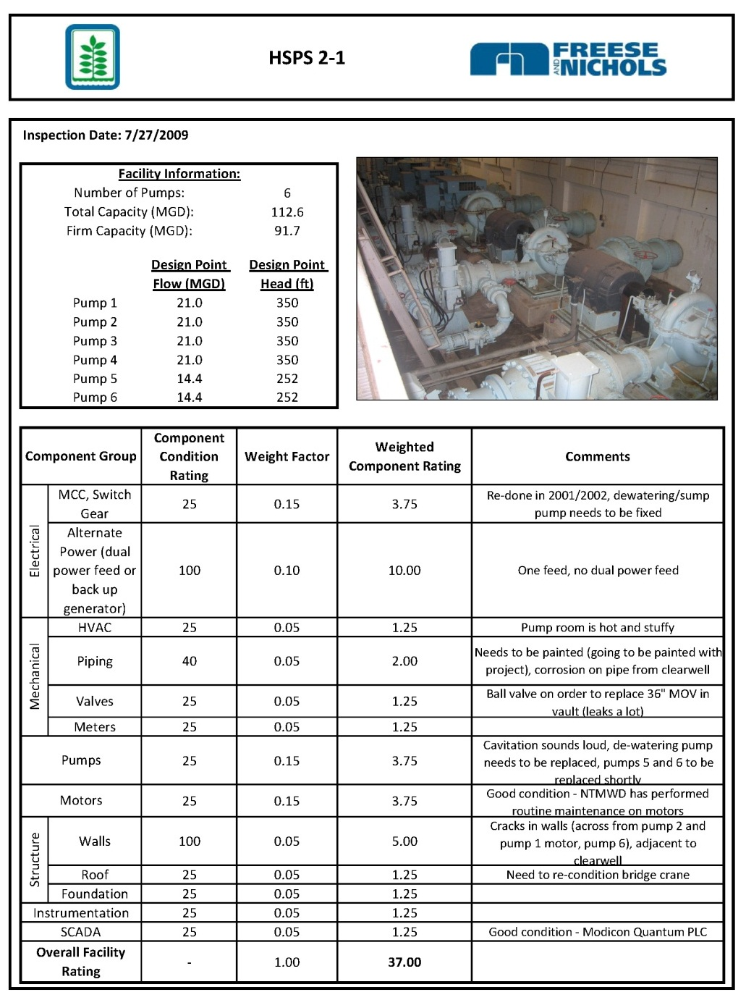 HSPS 2-1
FREESE
AND
NICHOLS
Inspection Date: 7/27/2009
Facility Information:
Number of Pumps: 6
Total Capacity (MGD): 112.6
Firm Capacity (MGD): 91.7
Design Point Design Point
Flow (MGD) Head (ft)
Pump 1 21.0 350
Pump 2 21.0 350
Pump 3 21.0 350
Pump 4 21.0 350
Pump 5 14.4 252
Pump 6 14.4 252
Component Group
Component
Condition
Rating
Weight Factor
Weighted
Component Rating
Comments
Electrical
MCC, Switch
Gear
25 0.15 3.75
Re-done in 2001/2002, dewatering/sump
pump needs to be fixed
Alternate
Power (dual
power feed or
back up
generator)
100 0.10 10.00 One feed, no dual power feed
Mechanical
HVAC 25 0.05 1.25 Pump room is hot and stuffy
Piping 40 0.05 2.00
Needs to be painted (going to be painted with
project), corrosion on pipe from clearwell
Valves 25 0.05 1.25
Ball valve on order to replace 36" MOV in
vault (leaks a lot)
Meters 25 0.05 1.25
Pumps 25 0.15 3.75
Cavitation sounds loud, de-watering pump
needs to be replaced, pumps 5 and 6 to be
replaced shortly
Motors 25 0.15 3.75
Good condition - NTMWD has performed
routine maintenance on motors
Structure
Walls 100 0.05 5.00
Cracks in walls (across from pump 2 and
pump 1 motor, pump 6), adjacent to
clearwell
Roof 25 0.05 1.25 Need to re-condition bridge crane
Foundation 25 0.05 1.25
Instrumentation 25 0.05 1.25
SCADA 25 0.05 1.25 Good condition - Modicon Quantum PLC
Overall Facility
Rating
- 1.00 37.00